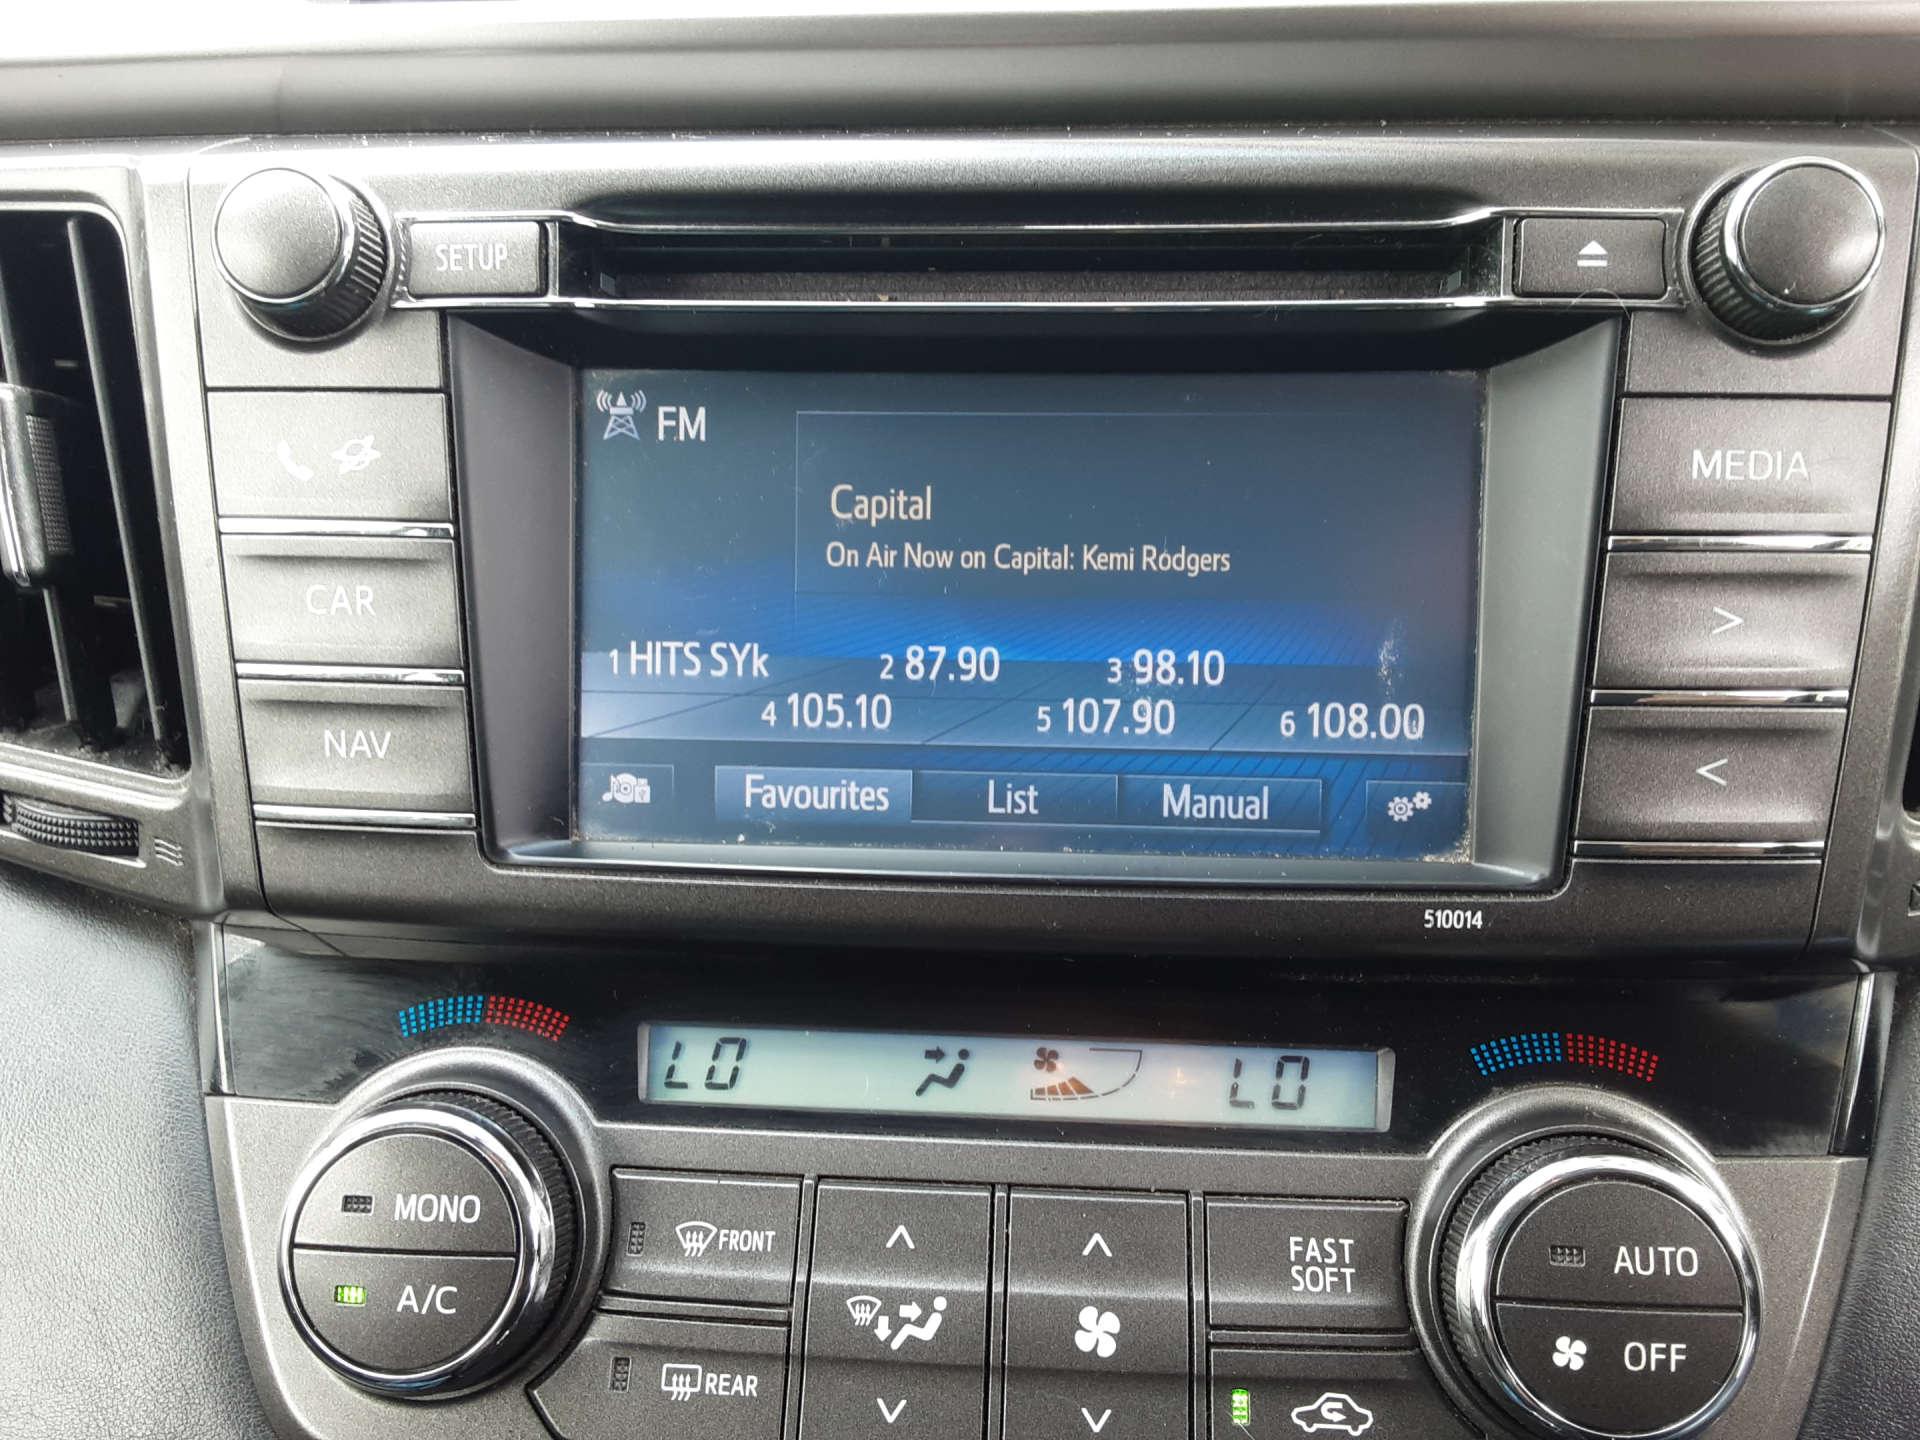 SETUP
FM
MEDIA
Capital
On Air Now on Capital: Kemi Rodgers
CAR
>
1 HITS SYk 2 87.90 3 98.10
4 105.10 5 107.90 6 108.00
NAV
<
Favourites List Manual
510014
LO LO
MONO
FRONT
FAST
SOFT
AUTO
A/C
OFF
REAR